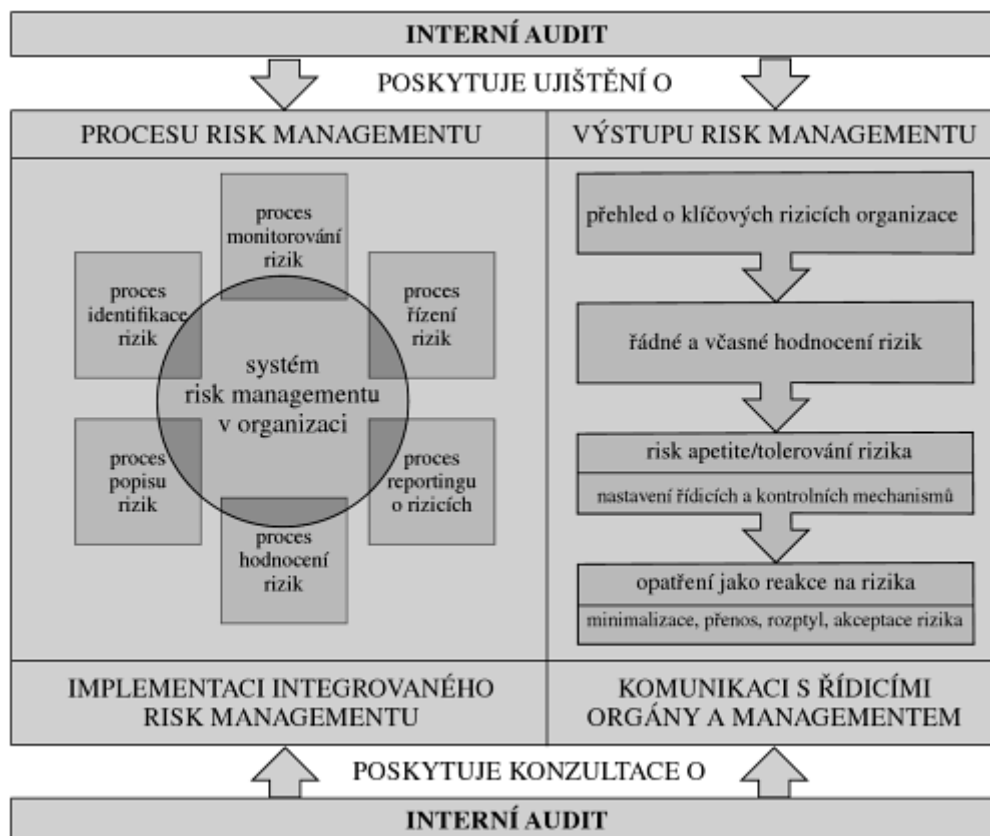 INTERNÍ AUDIT
POSKYTUJE UJIŠTĚNÍ O
PROCESU RISK MANAGEMENTU
proces
monitorování
rizik
proces
identifikace
rizik
proces
řízení
rizik
systém
risk managementu
v organizaci
proces
popisu
rizik
proces
reportingu
o rizicích
proces
hodnocení
rizik
VÝSTUPU RISK MANAGEMENTU
přehled o klíčových rizicích organizace
řádné a včasné hodnocení rizik
risk apetite/tolerování rizika
nastavení řídicích a kontrolních mechanismů
opatření jako reakce na rizika
minimalizace, přenos, rozptyl, akceptace rizika
IMPLEMENTACI INTEGROVANÉHO
RISK MANAGEMENTU
KOMUNIKACI S ŘÍDICÍMI
ORGÁNY A MANAGEMENTEM
POSKYTUJE KONZULTACE O
INTERNÍ AUDIT